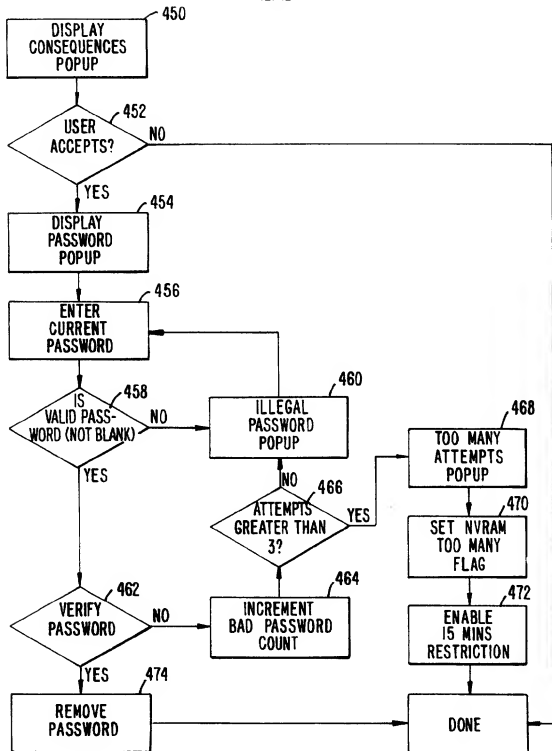 450
DISPLAY
CONSEQUENCES
POPUP
452
USER
ACCEPTS?
NO
YES
454
DISPLAY
PASSWORD
POPUP
456
ENTER
CURRENT
PASSWORD
458
IS
VALID PASS-
WORD (NOT BLANK)
NO
YES
460
ILLEGAL
PASSWORD
POPUP
466
ATTEMPTS
GREATER THAN
3?
NO
YES
468
TOO MANY
ATTEMPTS
POPUP
470
SET NVRAM
TOO MANY
FLAG
472
ENABLE
15 MINS
RESTRICTION
462
VERIFY
PASSWORD
NO
YES
464
INCREMENT
BAD PASSWORD
COUNT
474
REMOVE
PASSWORD
DONE